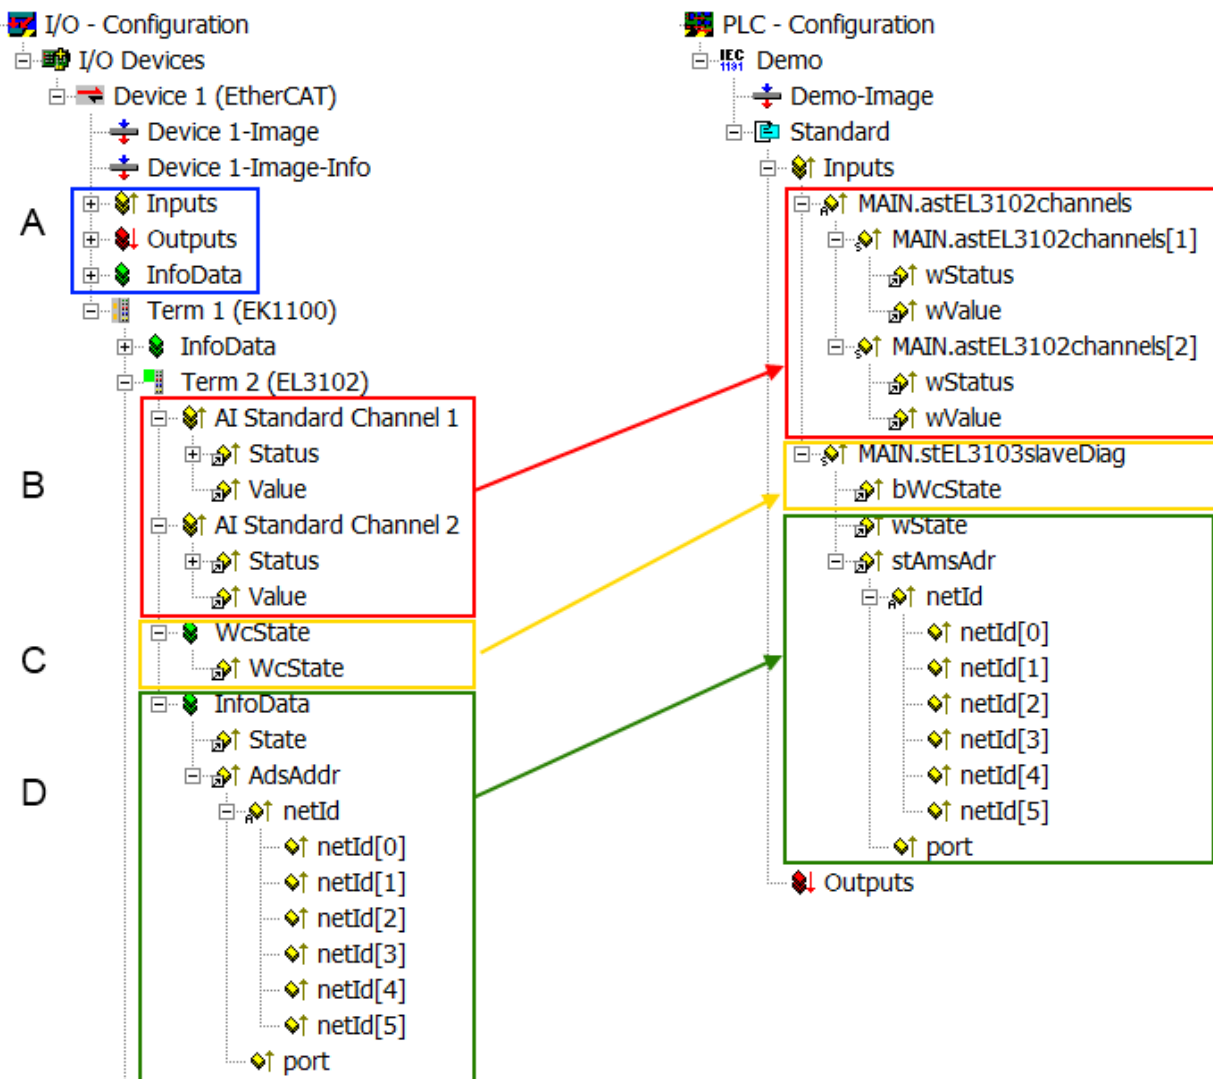 I/O - Configuration
I/O Devices
Device 1 (EtherCAT)
Device 1-Image
Device 1-Image-Info
A
Inputs
Outputs
InfoData
Term 1 (EK1100)
InfoData
Term 2 (EL3102)
B
AI Standard Channel 1
Status
Value
AI Standard Channel 2
Status
Value
C
WcState
WcState
D
InfoData
State
AdsAddr
netId
netId[0]
netId[1]
netId[2]
netId[3]
netId[4]
netId[5]
port
PLC - Configuration
IEC 1131
Demo
Demo-Image
Standard
Inputs
MAIN.astEL3102channels
MAIN.astEL3102channels[1]
wStatus
wValue
MAIN.astEL3102channels[2]
wStatus
wValue
MAIN.stEL3103slaveDiag
bWcState
wState
stAmsAdr
netId
netId[0]
netId[1]
netId[2]
netId[3]
netId[4]
netId[5]
port
Outputs